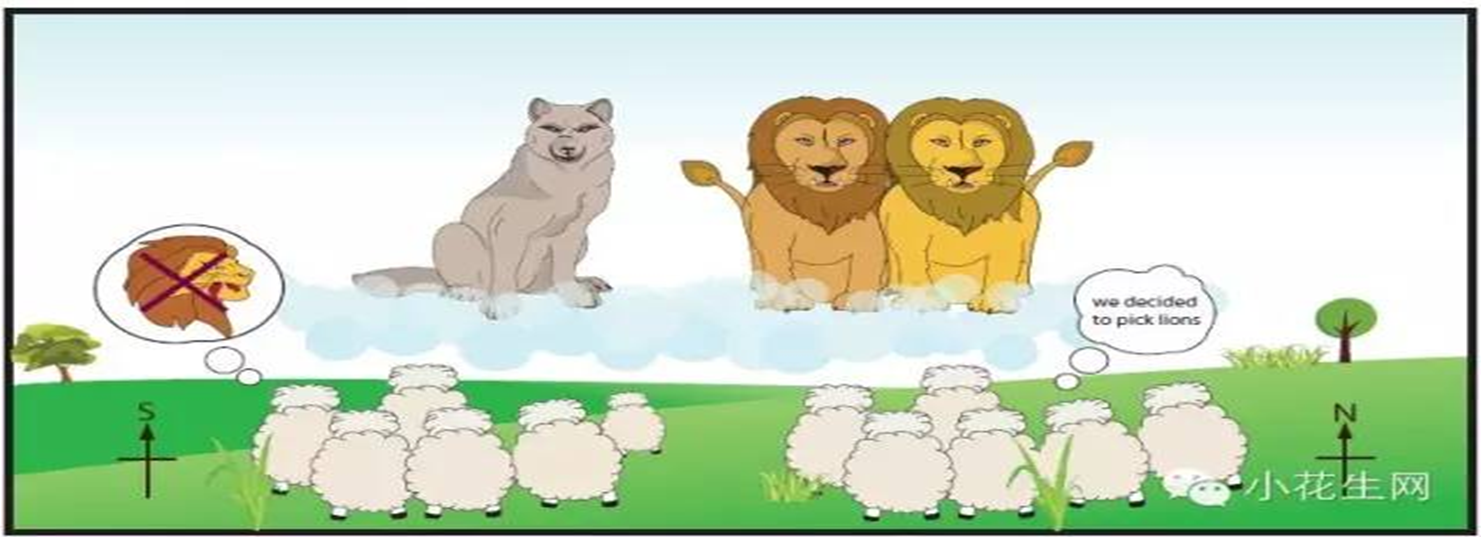 we decided
to pick lions
S
N
小花生网